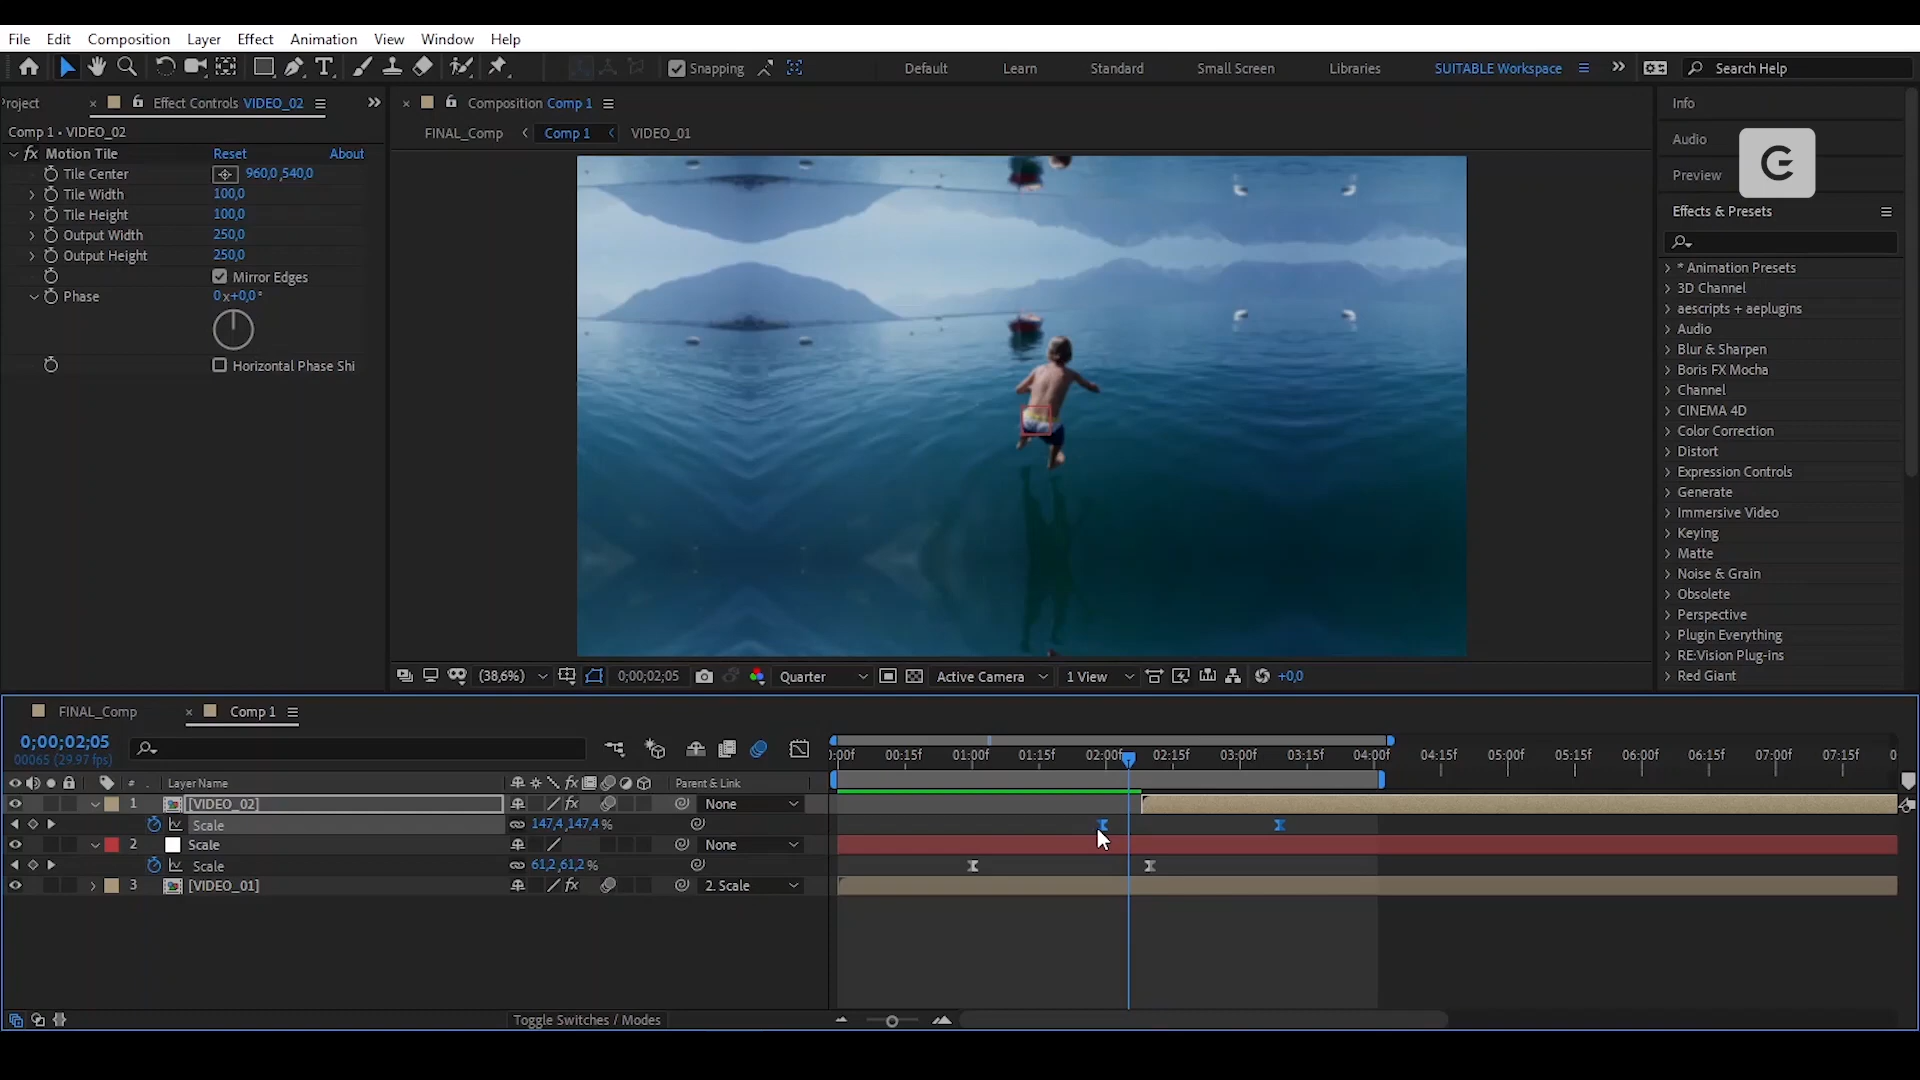 File Edit Composition Layer Effect Animation View Window Help
Snapping Default Learn Standard Small Screen Libraries SUITABLE Workspace Search Help
roject Effect Controls VIDEO_02 Composition Comp 1 Info
Comp 1 • VIDEO_02 FINAL_Comp Comp 1 VIDEO_01
fx Motion Tile Reset About Audio
Tile Center 960,0,540,0 Preview
Tile Width 100,0
Tile Height 100,0 Effects & Presets
Output Width 250,0
Output Height 250,0
Mirror Edges
Phase 0x+0,0°
Horizontal Phase Shi
* Animation Presets
3D Channel
aescripts + aeplugins
Audio
Blur & Sharpen
Boris FX Mocha
Channel
CINEMA 4D
Color Correction
Distort
Expression Controls
Generate
Immersive Video
Keying
Matte
Noise & Grain
Obsolete
Perspective
Plugin Everything
RE:Vision Plug-ins
Red Giant
(38,6%) 0;00;02;05 Quarter Active Camera 1 View +0,0
FINAL_Comp Comp 1
0;00;02;05
00065 (29.97 fps)
):00f 00:15f 01:00f 01:15f 02:00f 02:15f 03:00f 03:15f 04:00f 04:15f 05:00f 05:15f 06:00f 06:15f 07:00f 07:15f 0
# Layer Name fx Parent & Link
1 [VIDEO_02] fx None
Scale 147,4,147,4%
2 Scale None
Scale 61,2,61,2%
3 [VIDEO_01] fx 2. Scale
Toggle Switches / Modes